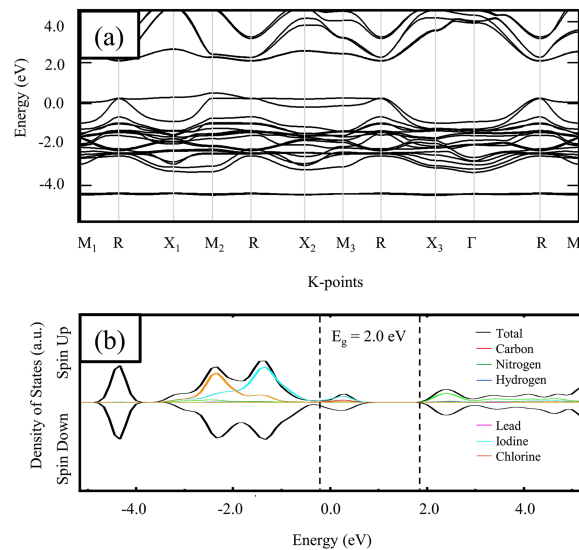 (a)
4.0
2.0
0.0
-2.0
-4.0
Energy (eV)
M1 R X1 M2 R X2 M3 R X3 Γ R M
K-points
(b)
E_g = 2.0 eV
Total
Carbon
Nitrogen
Hydrogen
Lead
Iodine
Chlorine
Density of States (a.u.)
Spin Down Spin Up
-4.0 -2.0 0.0 2.0 4.0
Energy (eV)